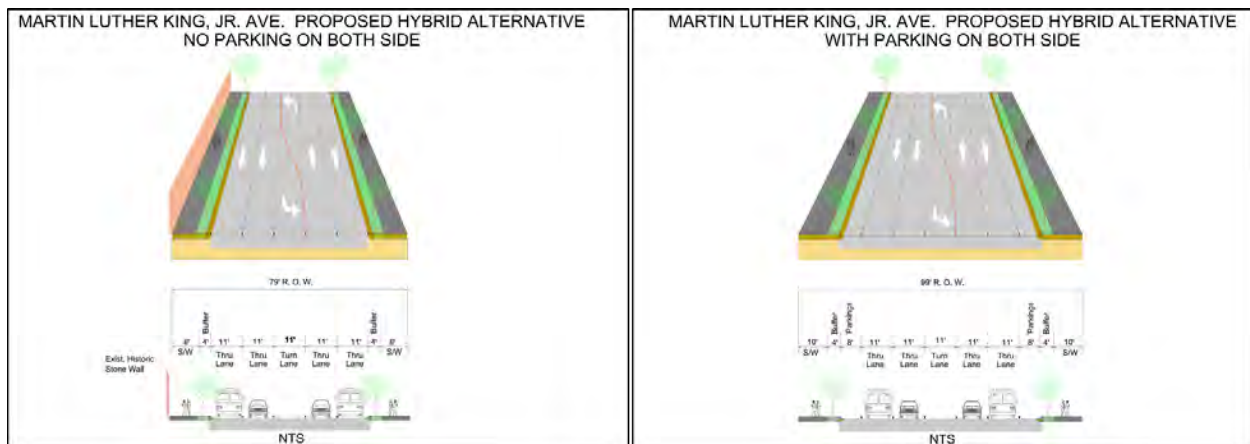 MARTIN LUTHER KING, JR. AVE. PROPOSED HYBRID ALTERNATIVE
NO PARKING ON BOTH SIDE
79' R. O. W.
Buffer
Buffer
4' 11' 11' 11' 11' 11' 4' 8'
S/W Thru Lane Thru Lane Turn Lane Thru Lane Thru Lane S/W
Exist. Historic
Stone Wall
NTS
MARTIN LUTHER KING, JR. AVE. PROPOSED HYBRID ALTERNATIVE
WITH PARKING ON BOTH SIDE
99' R. O. W.
Buffer Parkings
Parkings Buffer
10' 4' 8' 11' 11' 11' 11' 11' 8' 4' 10'
S/W Thru Lane Thru Lane Turn Lane Thru Lane Thru Lane S/W
NTS